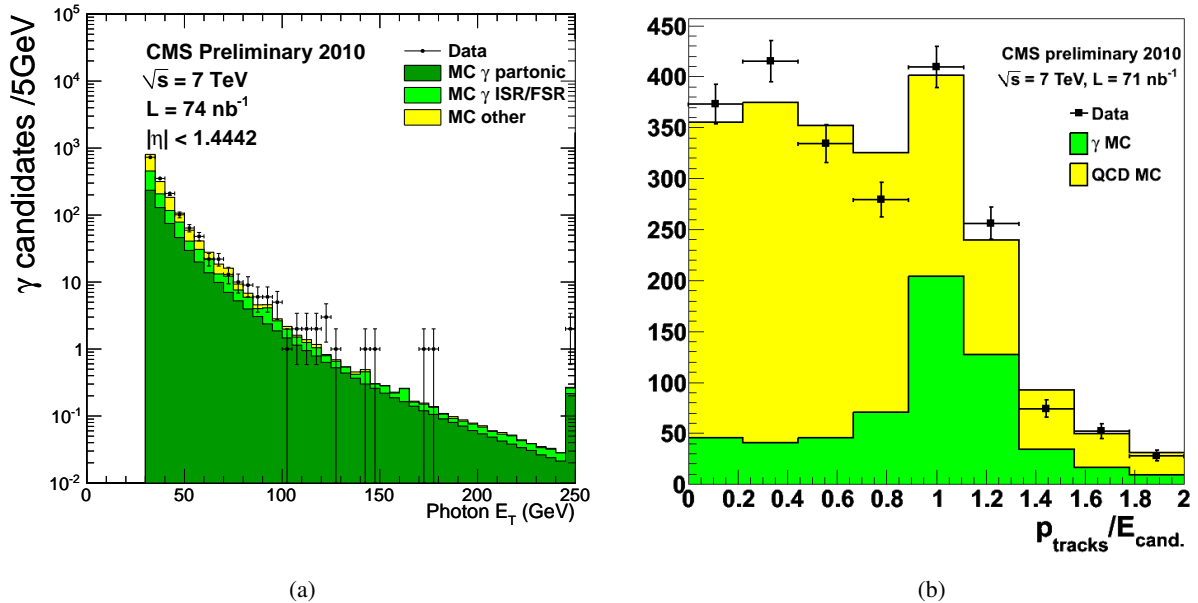 10^5
10^4
10^3
10^2
10
1
10^-1
10^-2
γ candidates /5GeV
CMS Preliminary 2010
√s = 7 TeV
L = 74 nb^-1
|η| < 1.4442
Data
MC γ partonic
MC γ ISR/FSR
MC other
0 50 100 150 200 250
Photon E_T (GeV)
(a)
450
400
350
300
250
200
150
100
50
0
CMS preliminary 2010
√s = 7 TeV, L = 71 nb^-1
Data
γ MC
QCD MC
0 0.2 0.4 0.6 0.8 1 1.2 1.4 1.6 1.8 2
p_tracks/E_cand.
(b)